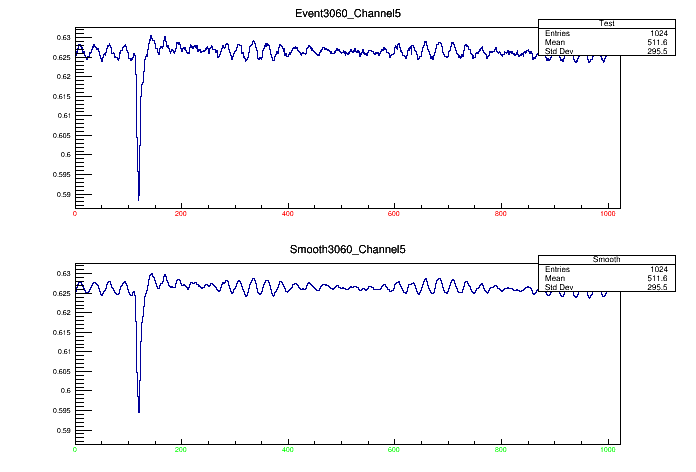 Event3060_Channel5
Test
Entries 1024
Mean 511.6
Std Dev 295.5
0.63
0.625
0.62
0.615
0.61
0.605
0.6
0.595
0.59
0 200 400 600 800 1000
Smooth3060_Channel5
Smooth
Entries 1024
Mean 511.6
Std Dev 295.5
0.63
0.625
0.62
0.615
0.61
0.605
0.6
0.595
0.59
0 200 400 600 800 1000